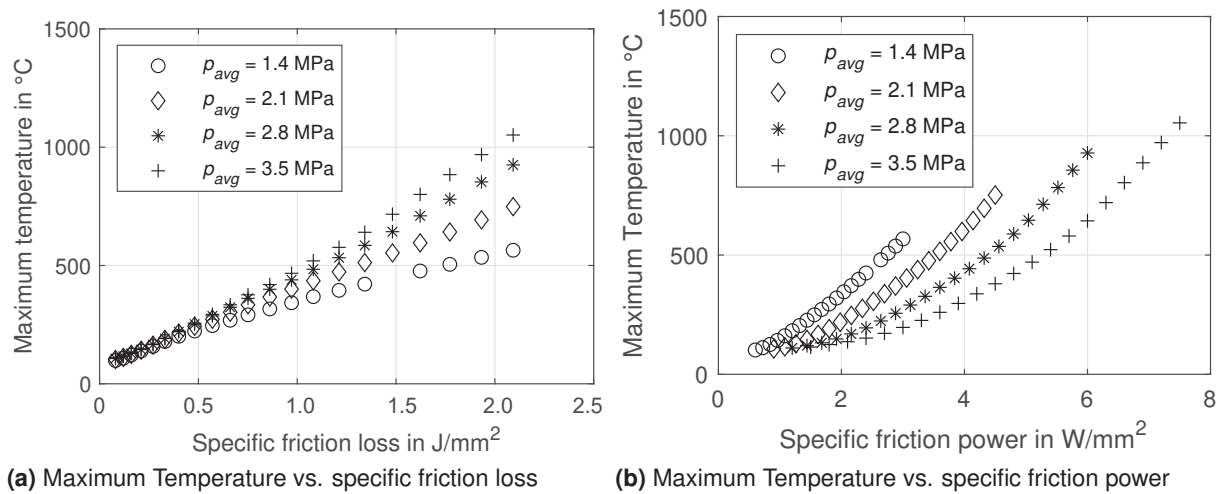 1500
1000
500
0
Maximum temperature in °C
p_avg = 1.4 MPa
p_avg = 2.1 MPa
p_avg = 2.8 MPa
p_avg = 3.5 MPa
0 0.5 1.0 1.5 2.0 2.5
Specific friction loss in J/mm²
(a) Maximum Temperature vs. specific friction loss
1500
1000
500
0
Maximum Temperature in °C
p_avg = 1.4 MPa
p_avg = 2.1 MPa
p_avg = 2.8 MPa
p_avg = 3.5 MPa
2 4 6 8
Specific friction power in W/mm²
(b) Maximum Temperature vs. specific friction power